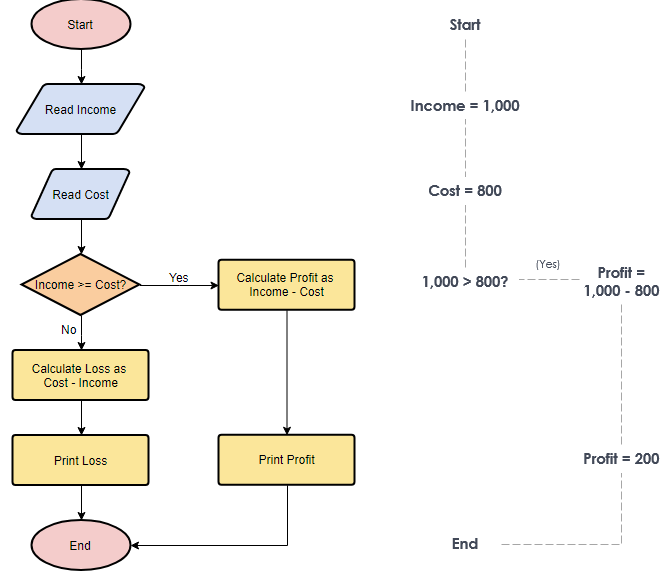 Start
Read Income
Read Cost
Income >= Cost?
Yes
Calculate Profit as
Income - Cost
No
Calculate Loss as
Cost - Income
Print Loss
Print Profit
End
Start
Income = 1,000
Cost = 800
1,000 > 800?
(Yes)
Profit =
1,000 - 800
Profit = 200
End